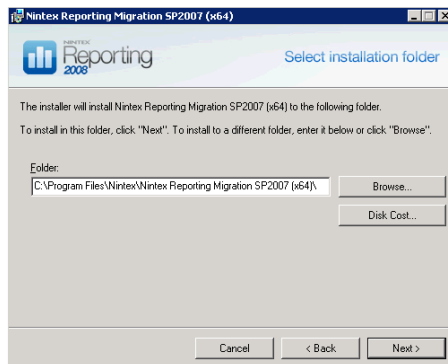 Nintex Reporting Migration SP2007 (x64)
NINTEX
Reporting
2008
Select installation folder
The installer will install Nintex Reporting Migration SP2007 (x64) to the following folder.
To install in this folder, click "Next". To install to a different folder, enter it below or click "Browse".
Folder:
C:\Program Files\Nintex\Nintex Reporting Migration SP2007 (x64)\
Browse...
Disk Cost...
Cancel
< Back
Next >